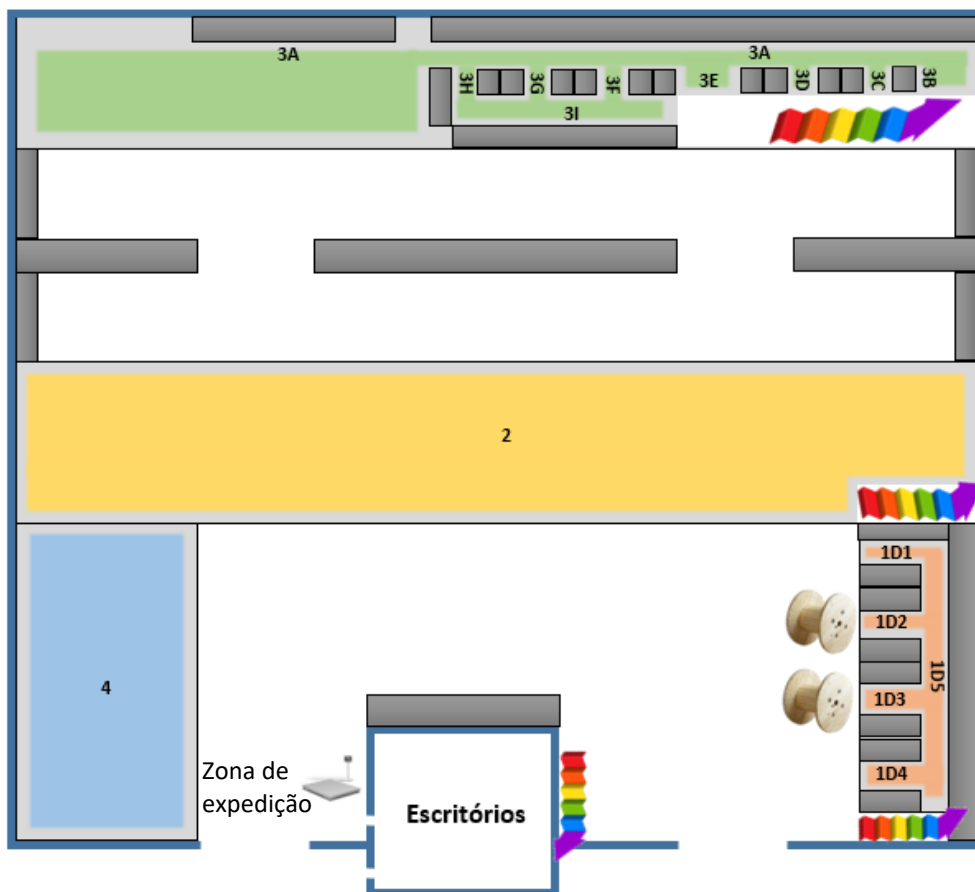 3A
3A
3H
3G
3F
3E
3D
3C
3B
3I
2
1D1
1D2
1D5
4
1D3
1D4
Zona de
expedição
Escritórios